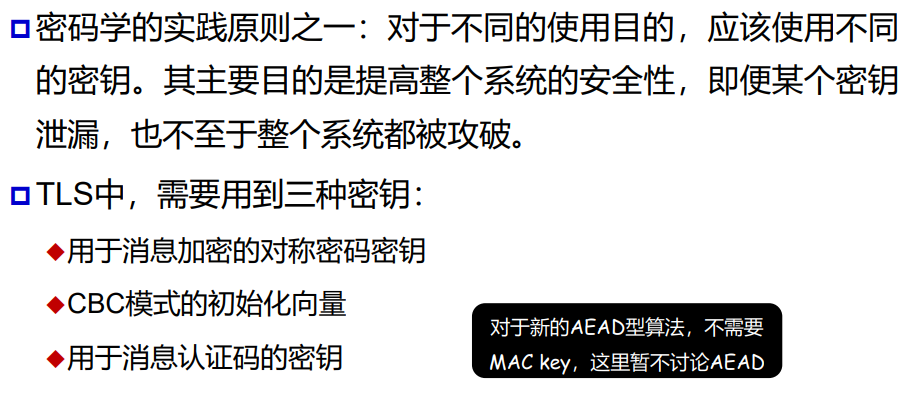 密码学的实践原则之一：对于不同的使用目的，应该使用不同
的密钥。其主要目的是提高整个系统的安全性，即便某个密钥
泄漏，也不至于整个系统都被攻破。
TLS中，需要用到三种密钥：
用于消息加密的对称密码密钥
CBC模式的初始化向量
用于消息认证码的密钥
对于新的AEAD型算法，不需要
MAC key，这里暂不讨论AEAD